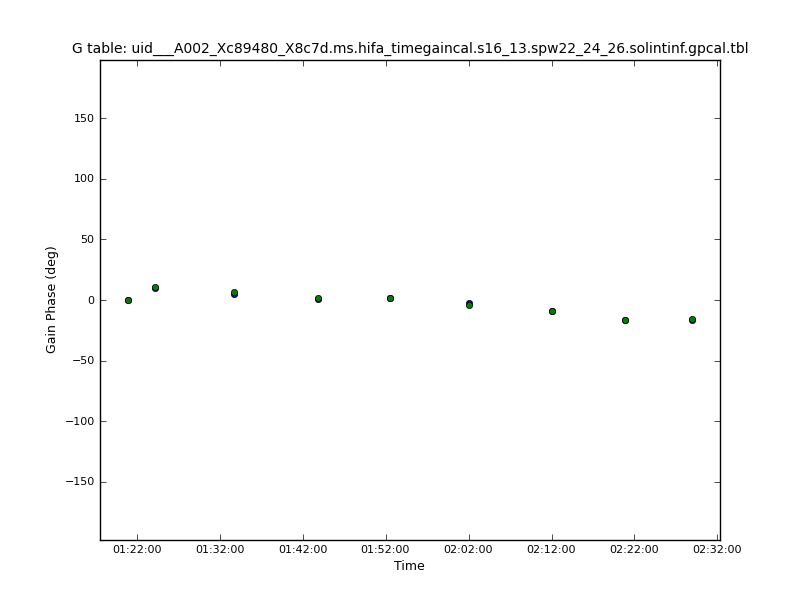 G table: uid___A002_Xc89480_X8c7d.ms.hifa_timegaincal.s16_13.spw22_24_26.solintinf.gpcal.tbl
150
100
50
0
−50
−100
−150
Gain Phase (deg)
01:22:00 01:32:00 01:42:00 01:52:00 02:02:00 02:12:00 02:22:00 02:32:00
Time